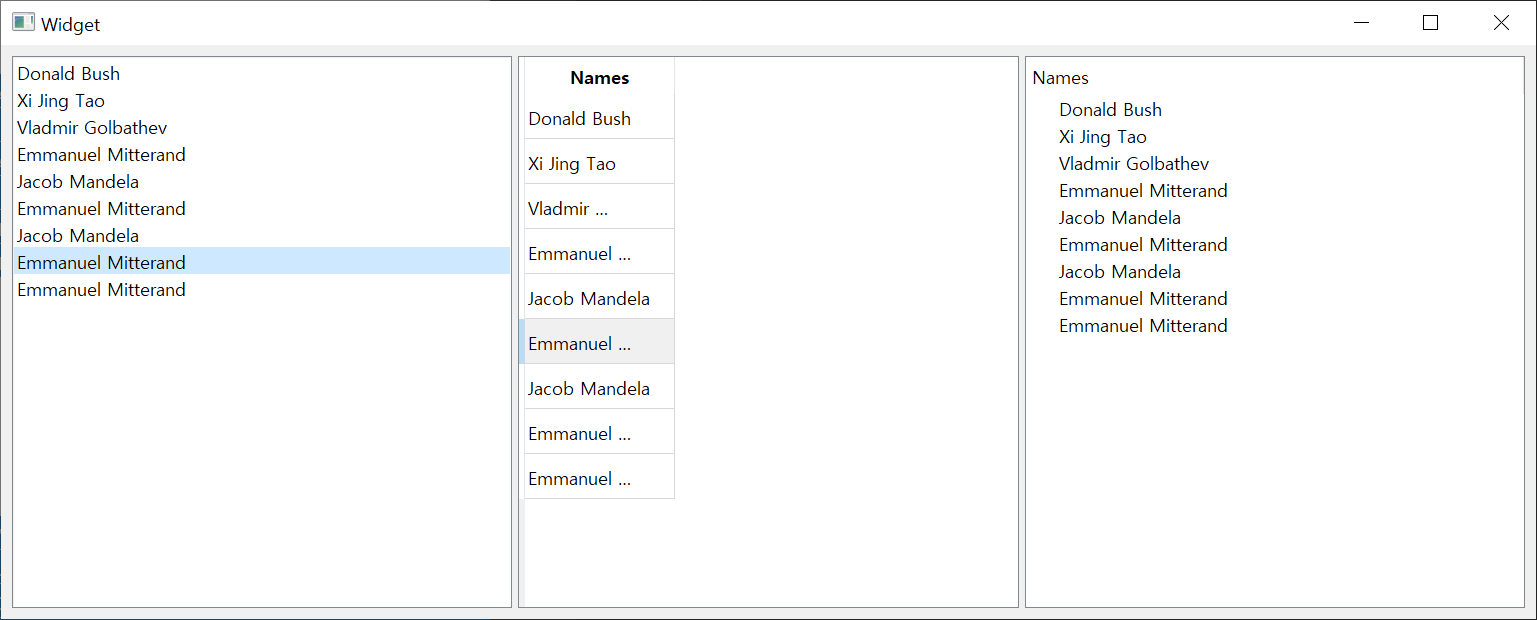 Widget
Donald Bush
Xi Jing Tao
Vladmir Golbathev
Emmanuel Mitterand
Jacob Mandela
Emmanuel Mitterand
Jacob Mandela
Emmanuel Mitterand
Emmanuel Mitterand
Names
Donald Bush
Xi Jing Tao
Vladmir ...
Emmanuel ...
Jacob Mandela
Emmanuel ...
Jacob Mandela
Emmanuel ...
Emmanuel ...
Names
Donald Bush
Xi Jing Tao
Vladmir Golbathev
Emmanuel Mitterand
Jacob Mandela
Emmanuel Mitterand
Jacob Mandela
Emmanuel Mitterand
Emmanuel Mitterand